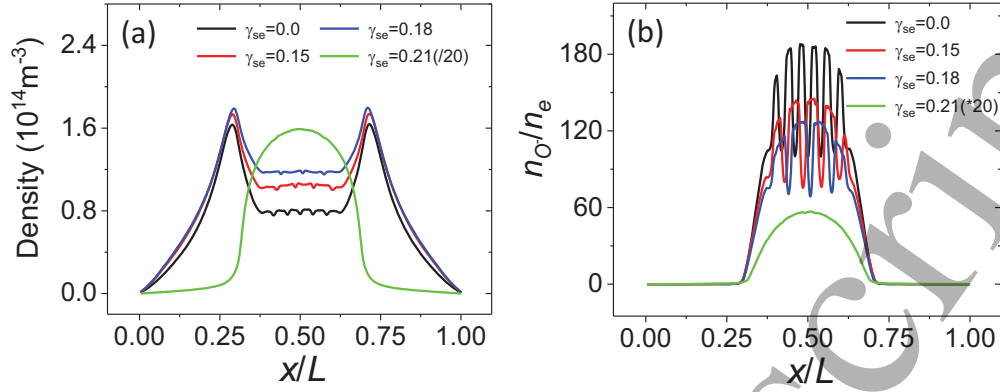 (a)
γse=0.0
γse=0.18
γse=0.15
γse=0.21(/20)
Density (10^14 m^-3)
2.4
1.6
0.8
0.0
0.00 0.25 0.50 0.75 1.00
x/L
(b)
γse=0.0
γse=0.15
γse=0.18
γse=0.21(*20)
nO-/ne
180
120
60
0
0.00 0.25 0.50 0.75 1.00
x/L